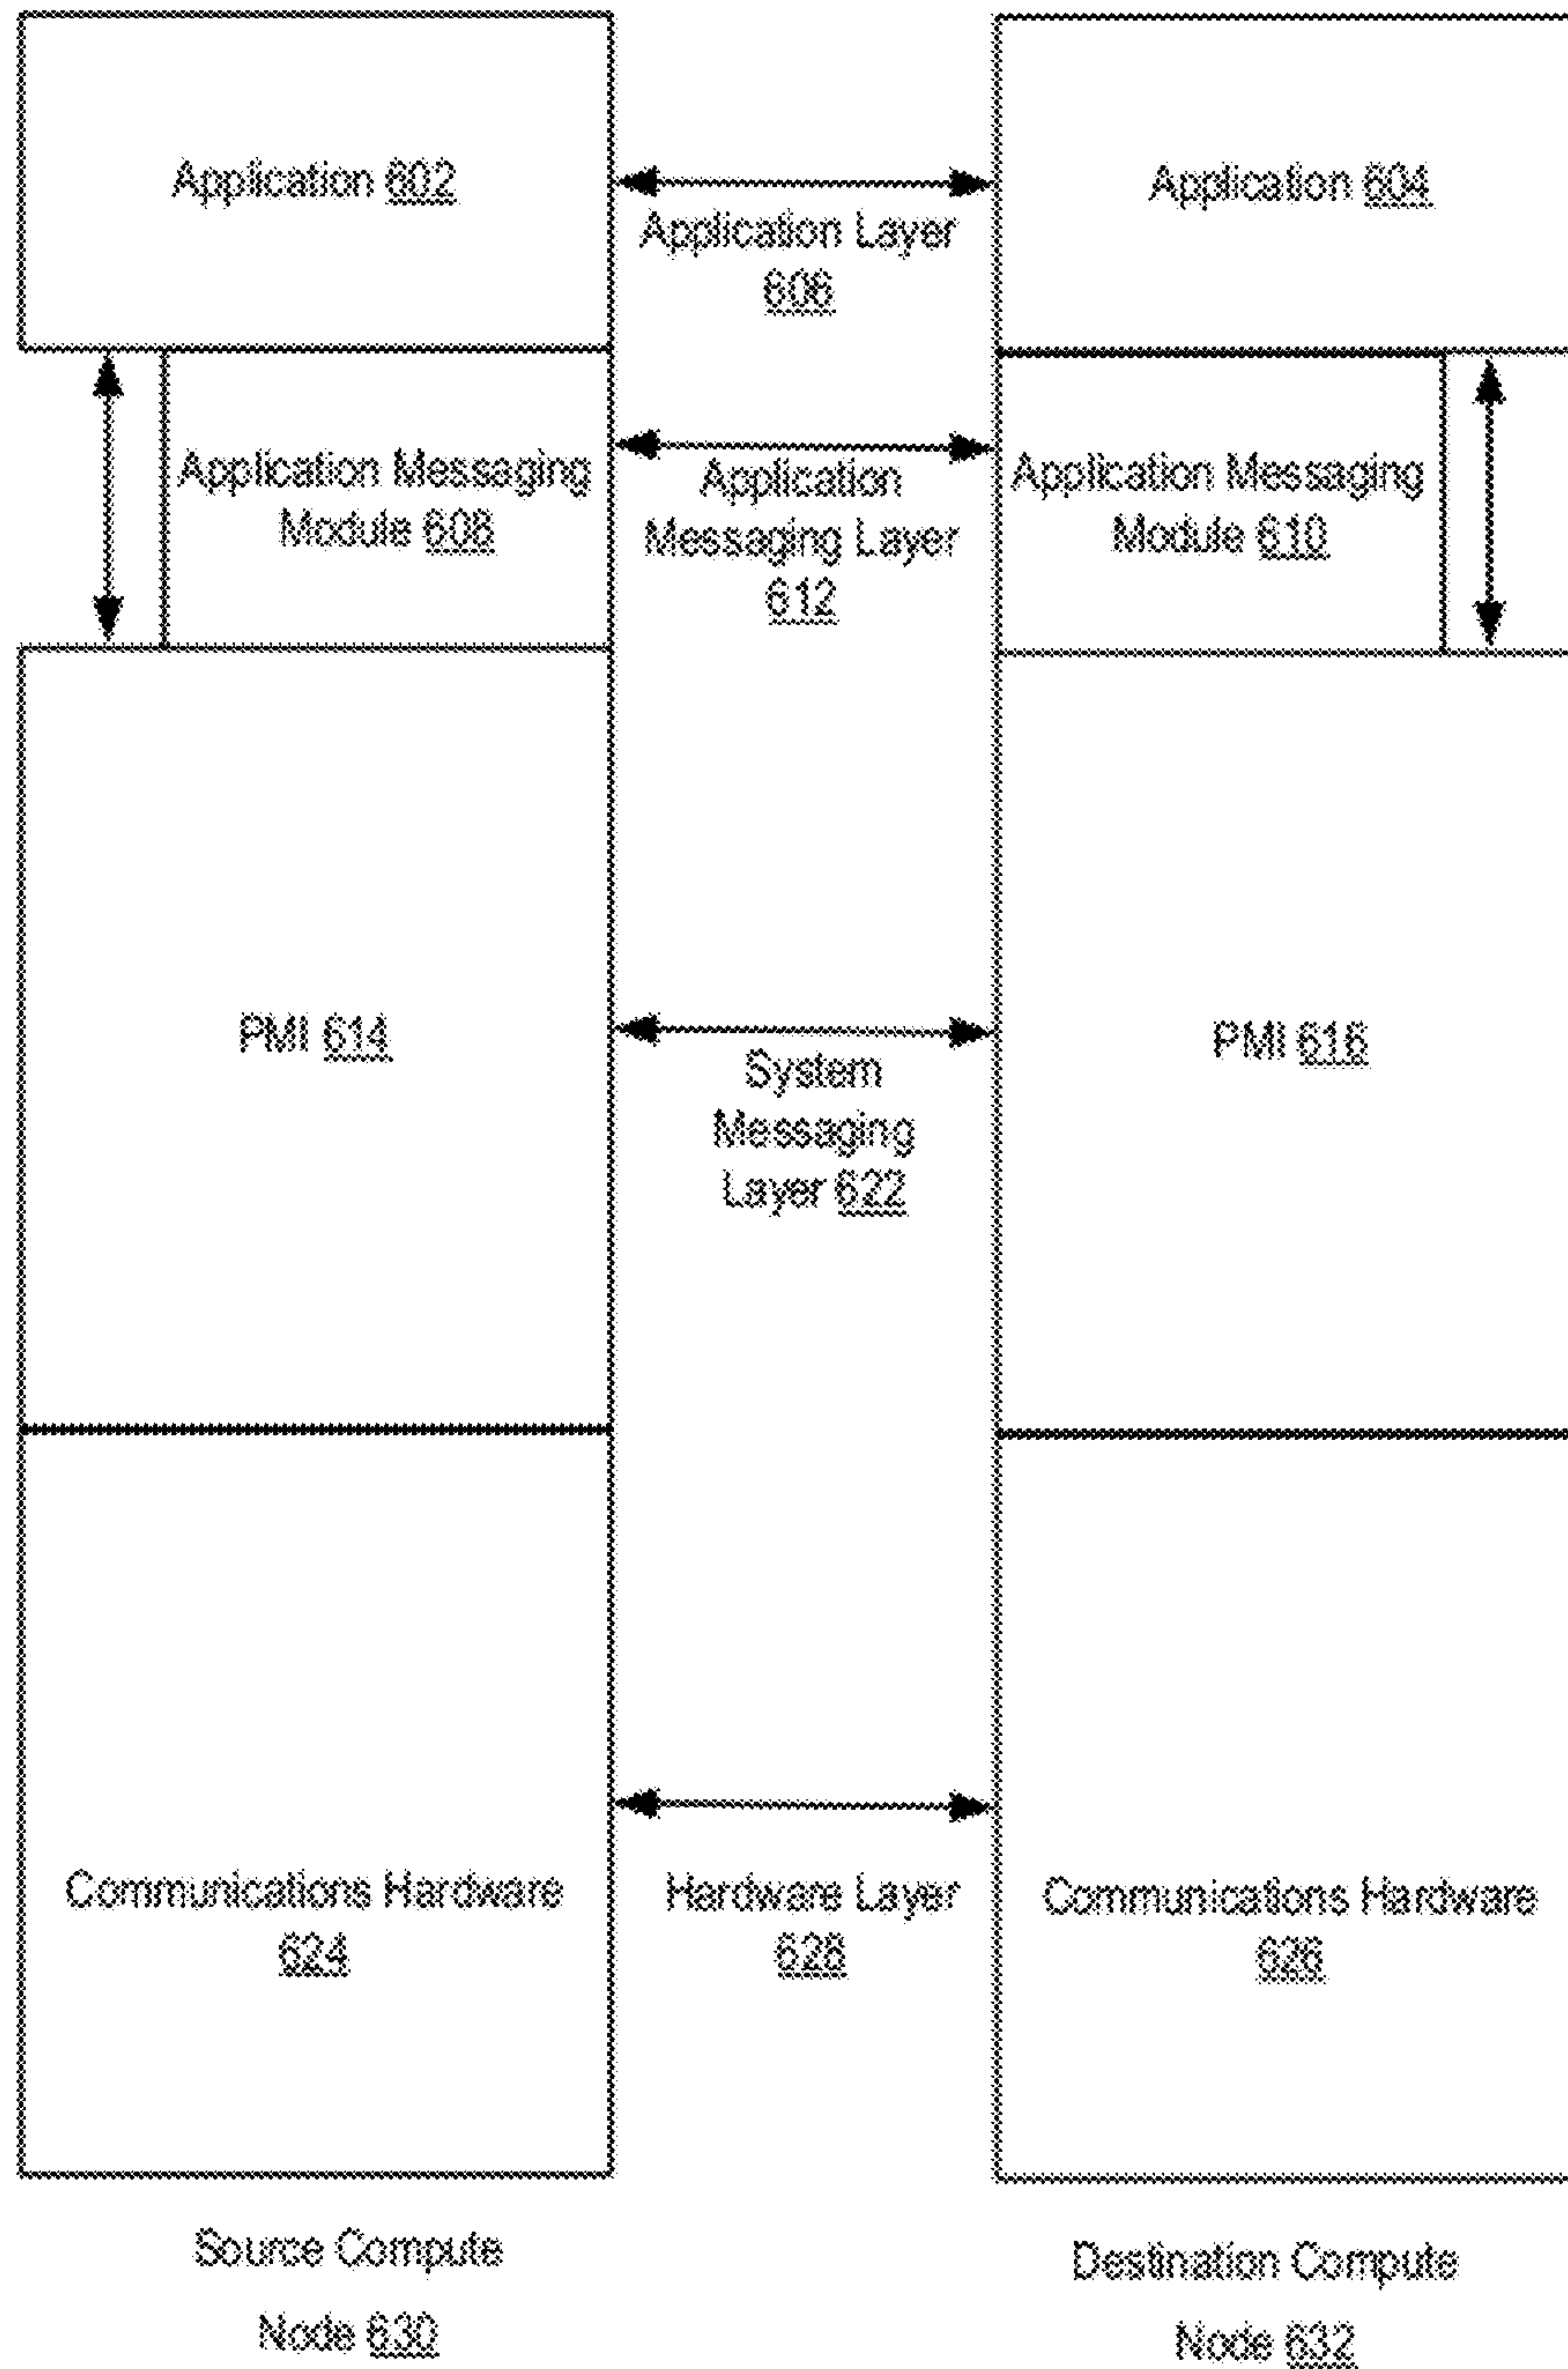 Application 602
Application 604
Application Layer
606
Application Messaging
Module 608
Application
Messaging Layer
612
Application Messaging
Module 610
PMI 614
System
Messaging
Layer 622
PMI 616
Communications Hardware
624
Hardware Layer
628
Communications Hardware
626
Source Compute
Node 630
Destination Compute
Node 632